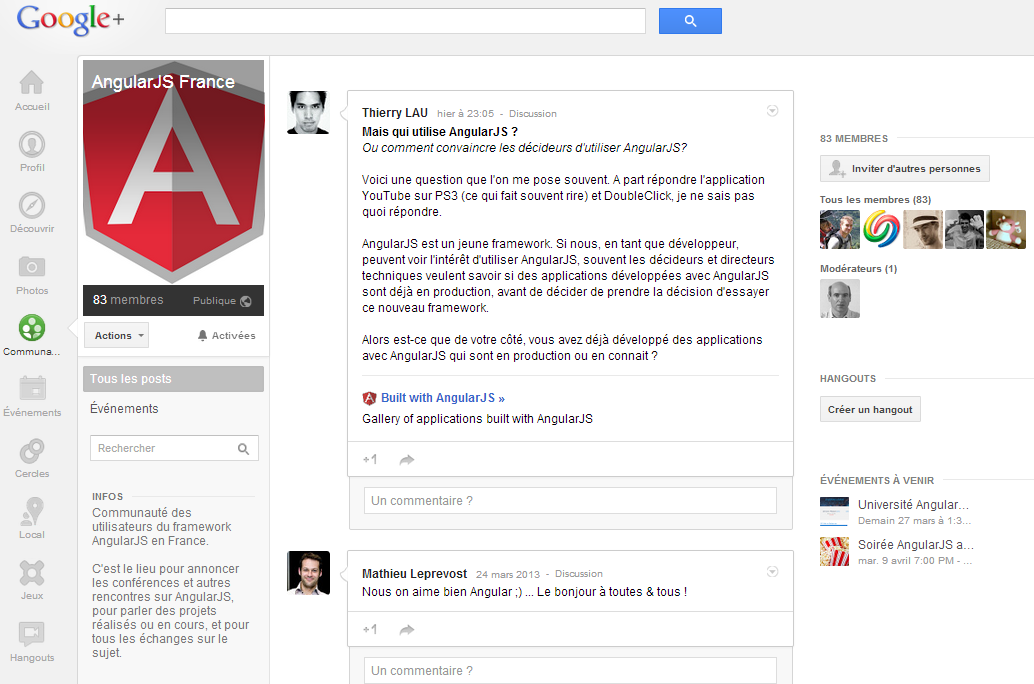 Google+
Accueil
Profil
Découvrir
Photos
Communa...
Événements
Cercles
Local
Jeux
Hangouts
AngularJS France
83 membres
Publique
Actions
Activées
Tous les posts
Événements
Rechercher
INFOS
Communauté des
utilisateurs du framework
AngularJS en France.
C'est le lieu pour annoncer
les conférences et autres
rencontres sur AngularJS,
pour parler des projets
réalisés ou en cours, et pour
tous les échanges sur le
sujet.
Thierry LAU hier à 23:05 - Discussion
Mais qui utilise AngularJS ?
Ou comment convaincre les décideurs d'utiliser AngularJS?
Voici une question que l'on me pose souvent. A part répondre l'application
YouTube sur PS3 (ce qui fait souvent rire) et DoubleClick, je ne sais pas
quoi répondre.
AngularJS est un jeune framework. Si nous, en tant que développeur,
peuvent voir l'intérêt d'utiliser AngularJS, souvent les décideurs et directeurs
techniques veulent savoir si des applications développées avec AngularJS
sont déjà en production, avant de décider de prendre la décision d'essayer
ce nouveau framework.
Alors est-ce que de votre côté, vous avez déjà développé des applications
avec AngularJS qui sont en production ou en connait ?
Built with AngularJS »
Gallery of applications built with AngularJS
+1
Un commentaire ?
Mathieu Leprevost 24 mars 2013 - Discussion
Nous on aime bien Angular ;) ... Le bonjour à toutes & tous !
+1
Un commentaire ?
83 MEMBRES
Inviter d'autres personnes
Tous les membres (83)
Modérateurs (1)
HANGOUTS
Créer un hangout
ÉVÉNEMENTS À VENIR
Université Angular...
Demain 27 mars à 1:3...
Soirée AngularJS a...
mar. 9 avril 7:00 PM - ...